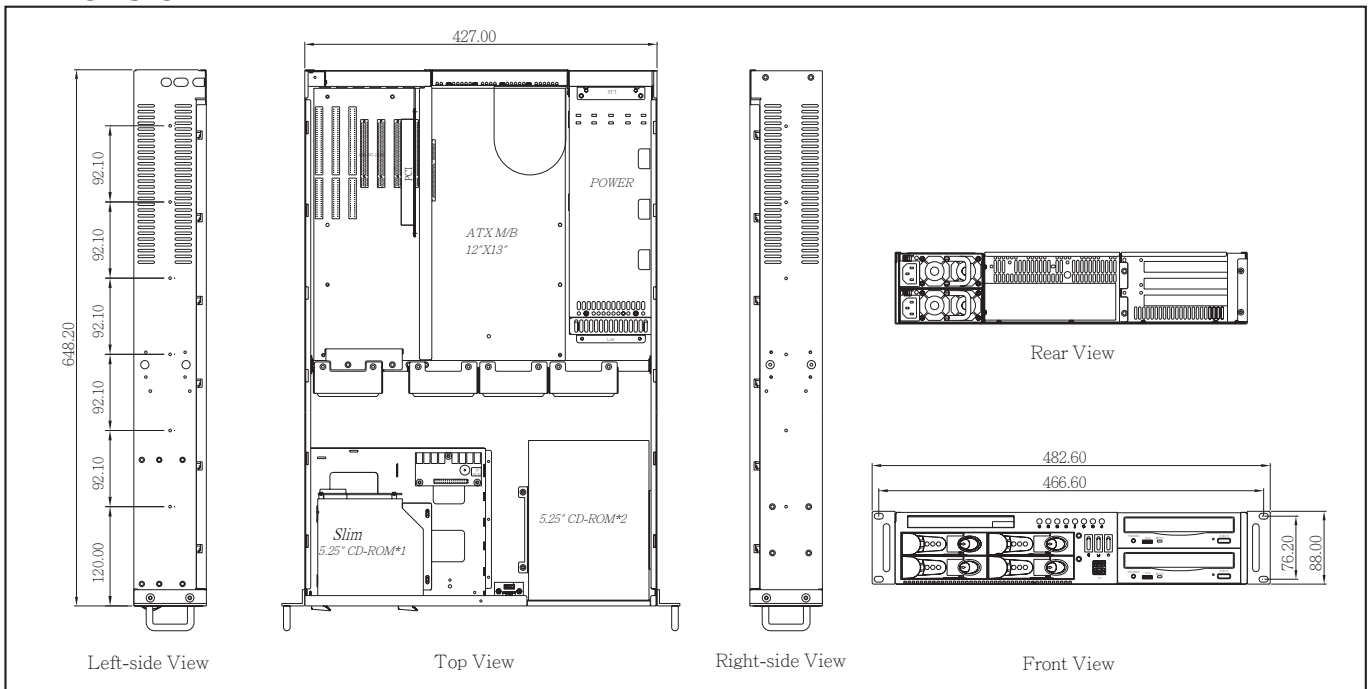 427.00
648.20
92.10
92.10
92.10
92.10
92.10
120.00
PCI
ATX M/B
12"X13"
POWER
Slim
5.25" CD-ROM*1
5.25" CD-ROM*2
482.60
466.60
76.20
88.00
Rear View
Left-side View
Top View
Right-side View
Front View